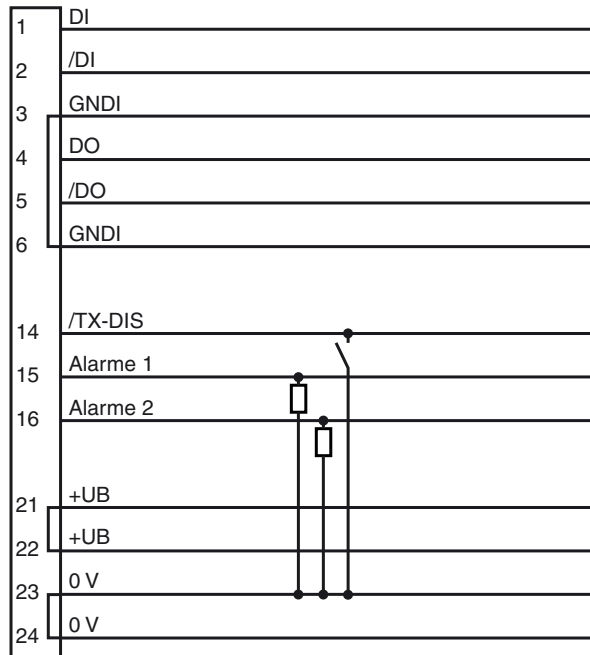 1 DI
2 /DI
3 GNDI
4 DO
5 /DO
6 GNDI
14 /TX-DIS
15 Alarme 1
16 Alarme 2
21 +UB
22 +UB
23 0 V
24 0 V